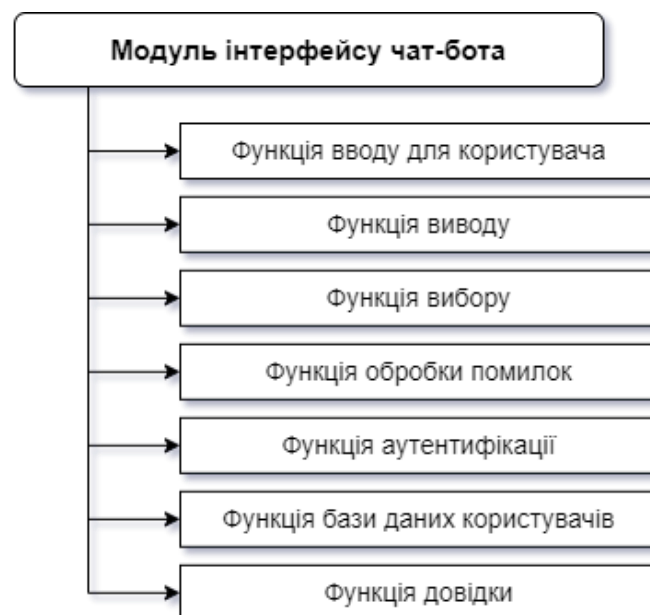 Модуль інтерфейсу чат-бота
Функція вводу для користувача
Функція виводу
Функція вибору
Функція обробки помилок
Функція аутентифікації
Функція бази даних користувачів
Функція довідки